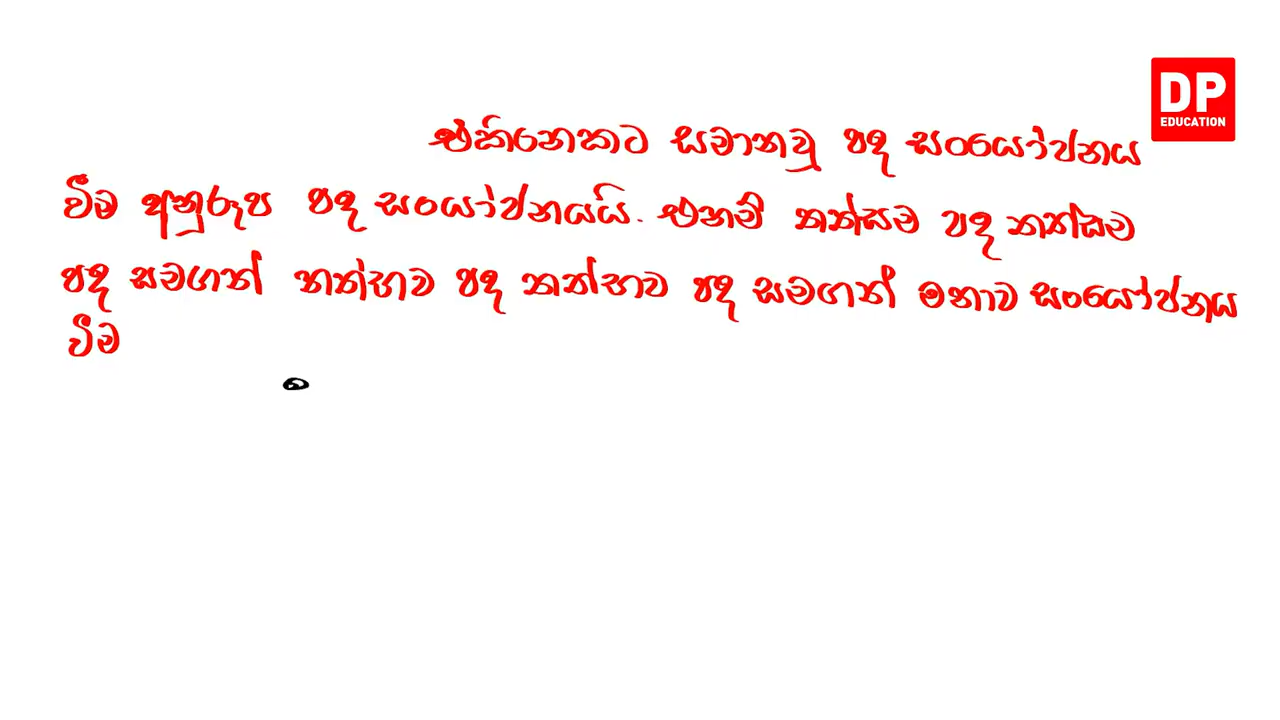 DP
EDUCATION
එකිනෙකට සමානවූ පද සංයෝජනය
වීම අනුරූප පද සංයෝජනයයි. එනම් තත්සම පද තත්සම
පද සමගත් තත්භව පද තත්භව පද සමගත් මනාව සංයෝජනය
වීම